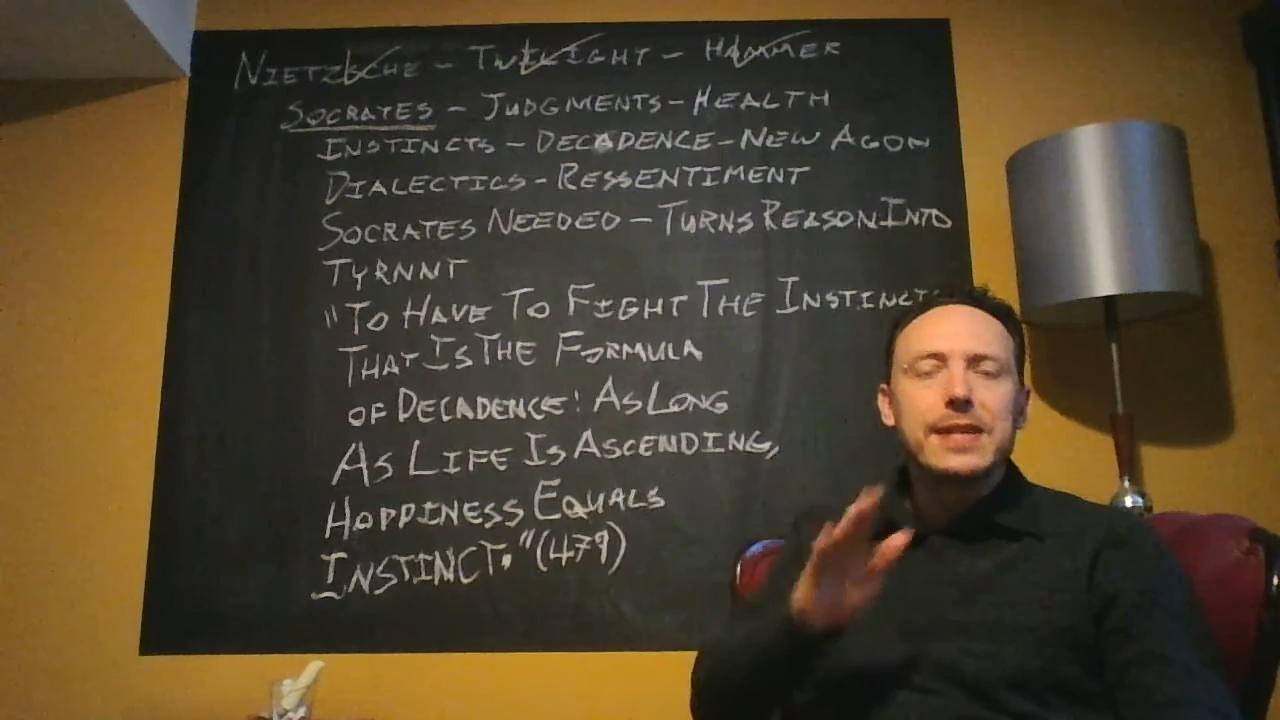 NIETZSCHE - TWILIGHT - HAMMER
SOCRATES - JUDGMENTS - HEALTH
INSTINCTS - DECADENCE - NEW AGON
DIALECTICS - RESSENTIMENT
SOCRATES NEEDED - TURNS REASON INTO
TYRNNT
"TO HAVE TO FIGHT THE INSTINCTS
THAT IS THE FORMULA
OF DECADENCE: AS LONG
AS LIFE IS ASCENDING,
HAPPINESS EQUALS
INSTINCT." (479)